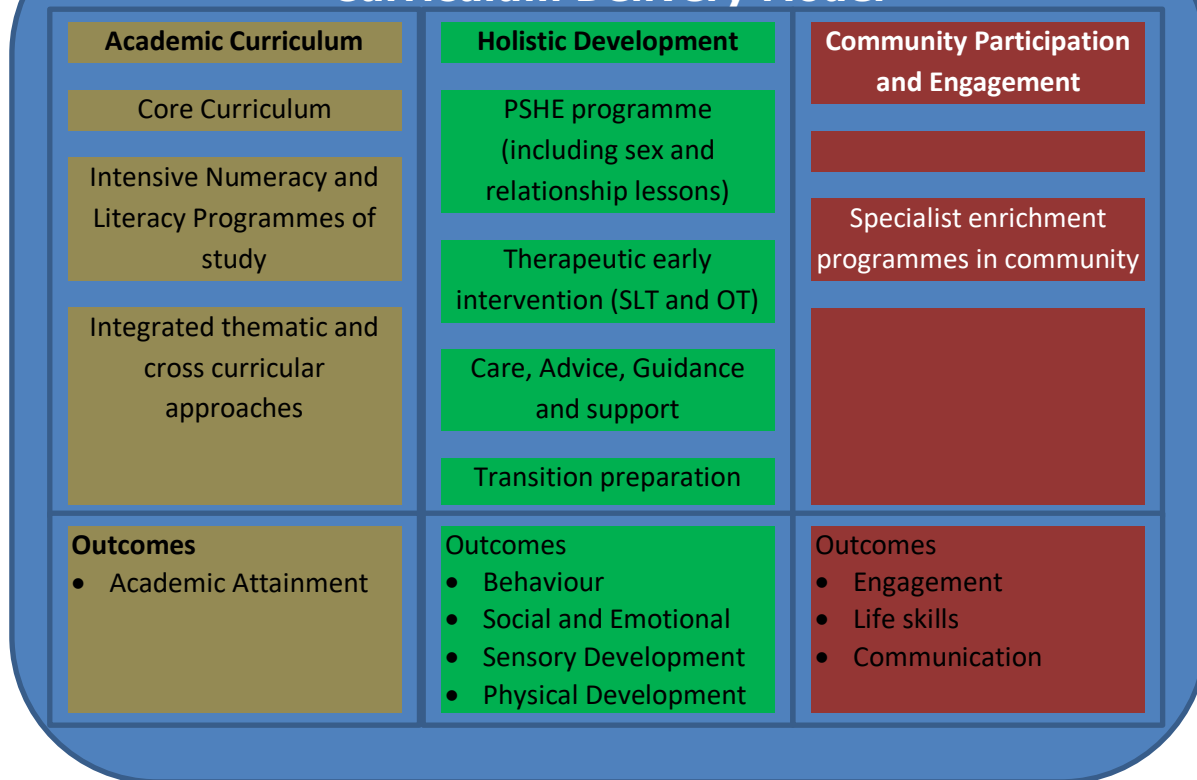 Curriculum Delivery Model
Academic Curriculum
Core Curriculum
Intensive Numeracy and
Literacy Programmes of
study
Integrated thematic and
cross curricular
approaches
Holistic Development
PSHE programme
(including sex and
relationship lessons)
Therapeutic early
intervention (SLT and OT)
Care, Advice, Guidance
and support
Transition preparation
Community Participation
and Engagement
Specialist enrichment
programmes in community
Outcomes
• Academic Attainment
Outcomes
• Behaviour
• Social and Emotional
• Sensory Development
• Physical Development
Outcomes
• Engagement
• Life skills
• Communication